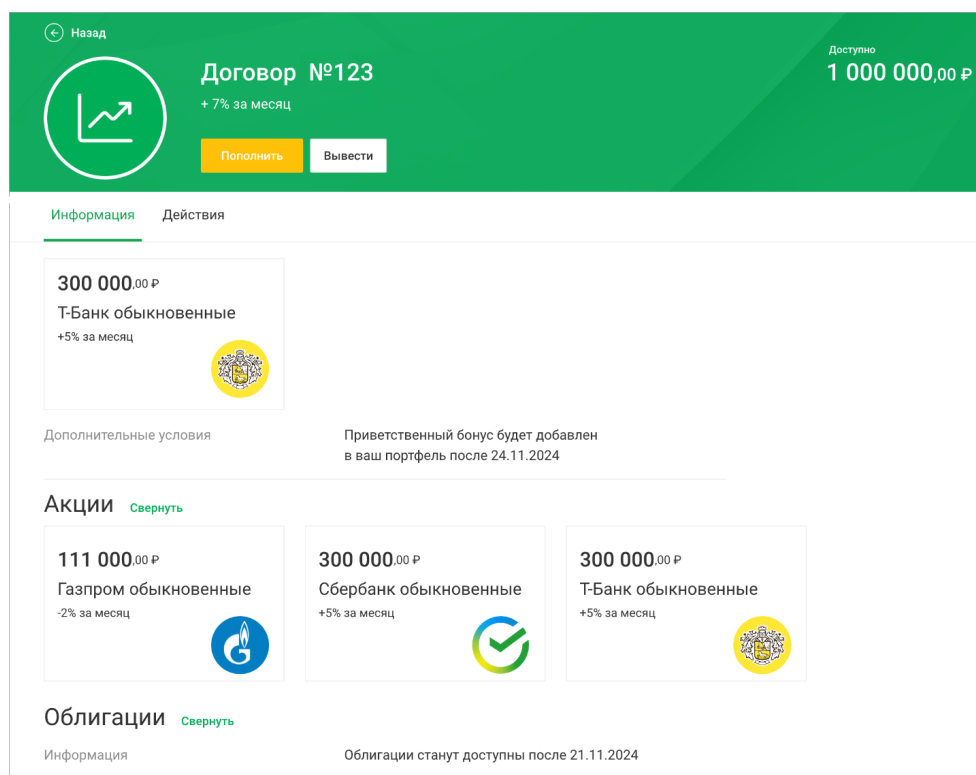 Назад
Доступно
Договор №123
1 000 000,00 ₽
+ 7% за месяц
Пополнить Вывести
Информация Действия
300 000,00 ₽
Т-Банк обыкновенные
+5% за месяц
Дополнительные условия Приветственный бонус будет добавлен
в ваш портфель после 24.11.2024
Акции Свернуть
111 000,00 ₽ 300 000,00 ₽ 300 000,00 ₽
Газпром обыкновенные Сбербанк обыкновенные Т-Банк обыкновенные
-2% за месяц +5% за месяц +5% за месяц
Облигации Свернуть
Информация Облигации станут доступны после 21.11.2024